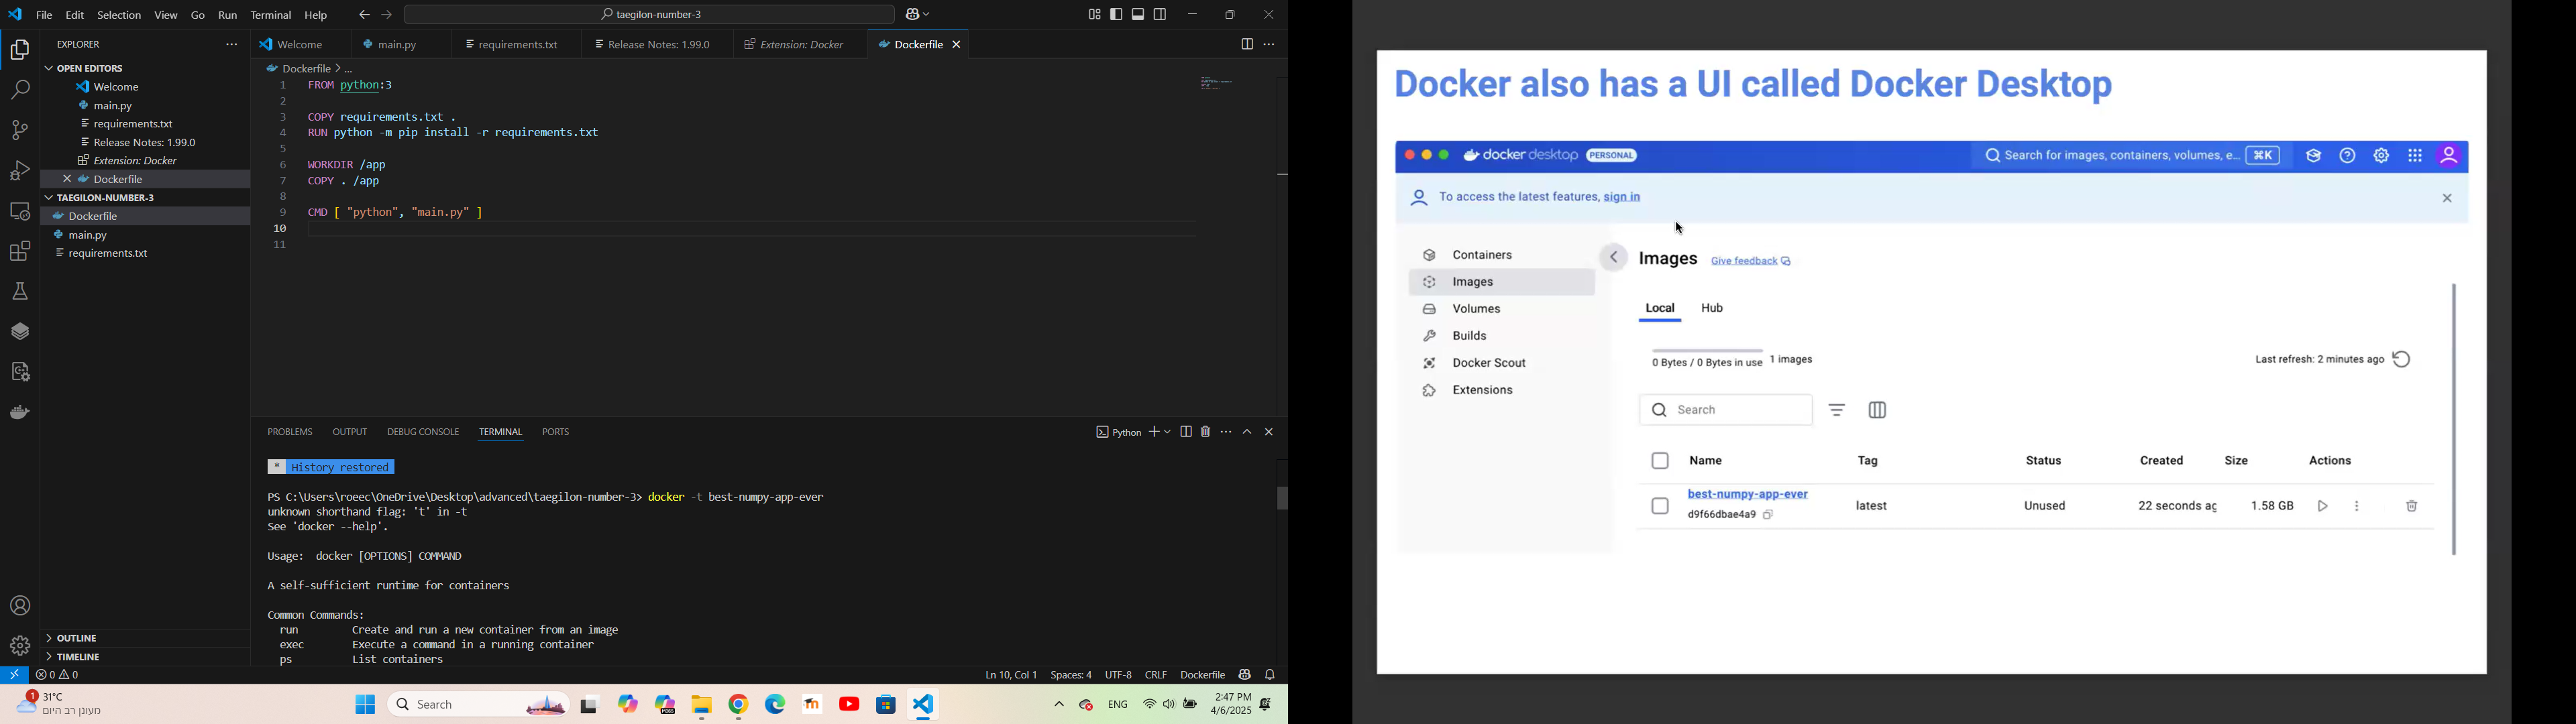 File Edit Selection View Go Run Terminal Help
taegilon-number-3
EXPLORER
OPEN EDITORS
Welcome
main.py
requirements.txt
Release Notes: 1.99.0
Extension: Docker
Dockerfile
TAEGILON-NUMBER-3
Dockerfile
main.py
requirements.txt
OUTLINE
TIMELINE
Welcome main.py requirements.txt Release Notes: 1.99.0 Extension: Docker Dockerfile
Dockerfile > ...
1 FROM python:3
2
3 COPY requirements.txt .
4 RUN python -m pip install -r requirements.txt
5
6 WORKDIR /app
7 COPY . /app
8
9 CMD [ "python", "main.py" ]
10
11
PROBLEMS OUTPUT DEBUG CONSOLE TERMINAL PORTS
Python
* History restored
PS C:\Users\roeec\OneDrive\Desktop\advanced\taegilon-number-3> docker -t best-numpy-app-ever
unknown shorthand flag: 't' in -t
See 'docker --help'.
Usage: docker [OPTIONS] COMMAND
A self-sufficient runtime for containers
Common Commands:
run Create and run a new container from an image
exec Execute a command in a running container
ps List containers
0 0
Ln 10, Col 1 Spaces: 4 UTF-8 CRLF Dockerfile
1
31°C
מעונן רב היום
Search
ENG
2:47 PM
4/6/2025
Docker also has a UI called Docker Desktop
docker desktop PERSONAL
Search for images, containers, volumes, e... ⌘K
To access the latest features, sign in
Containers
Images
Volumes
Builds
Docker Scout
Extensions
Images Give feedback
Local Hub
0 Bytes / 0 Bytes in use 1 images
Last refresh: 2 minutes ago
Search
Name Tag Status Created Size Actions
best-numpy-app-ever
d9f66dbae4a9
latest Unused 22 seconds ag 1.58 GB